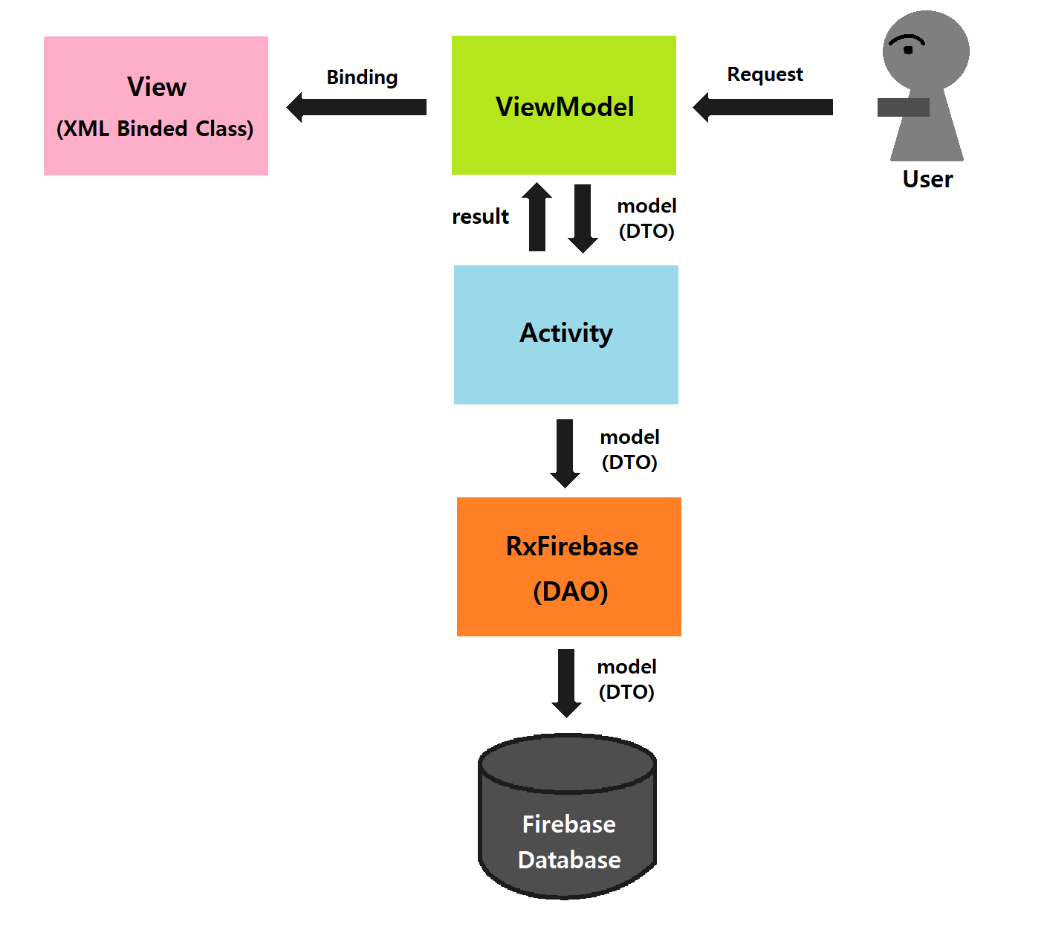 View
(XML Binded Class)
Binding
ViewModel
Request
User
result
model
(DTO)
Activity
model
(DTO)
RxFirebase
(DAO)
model
(DTO)
Firebase
Database